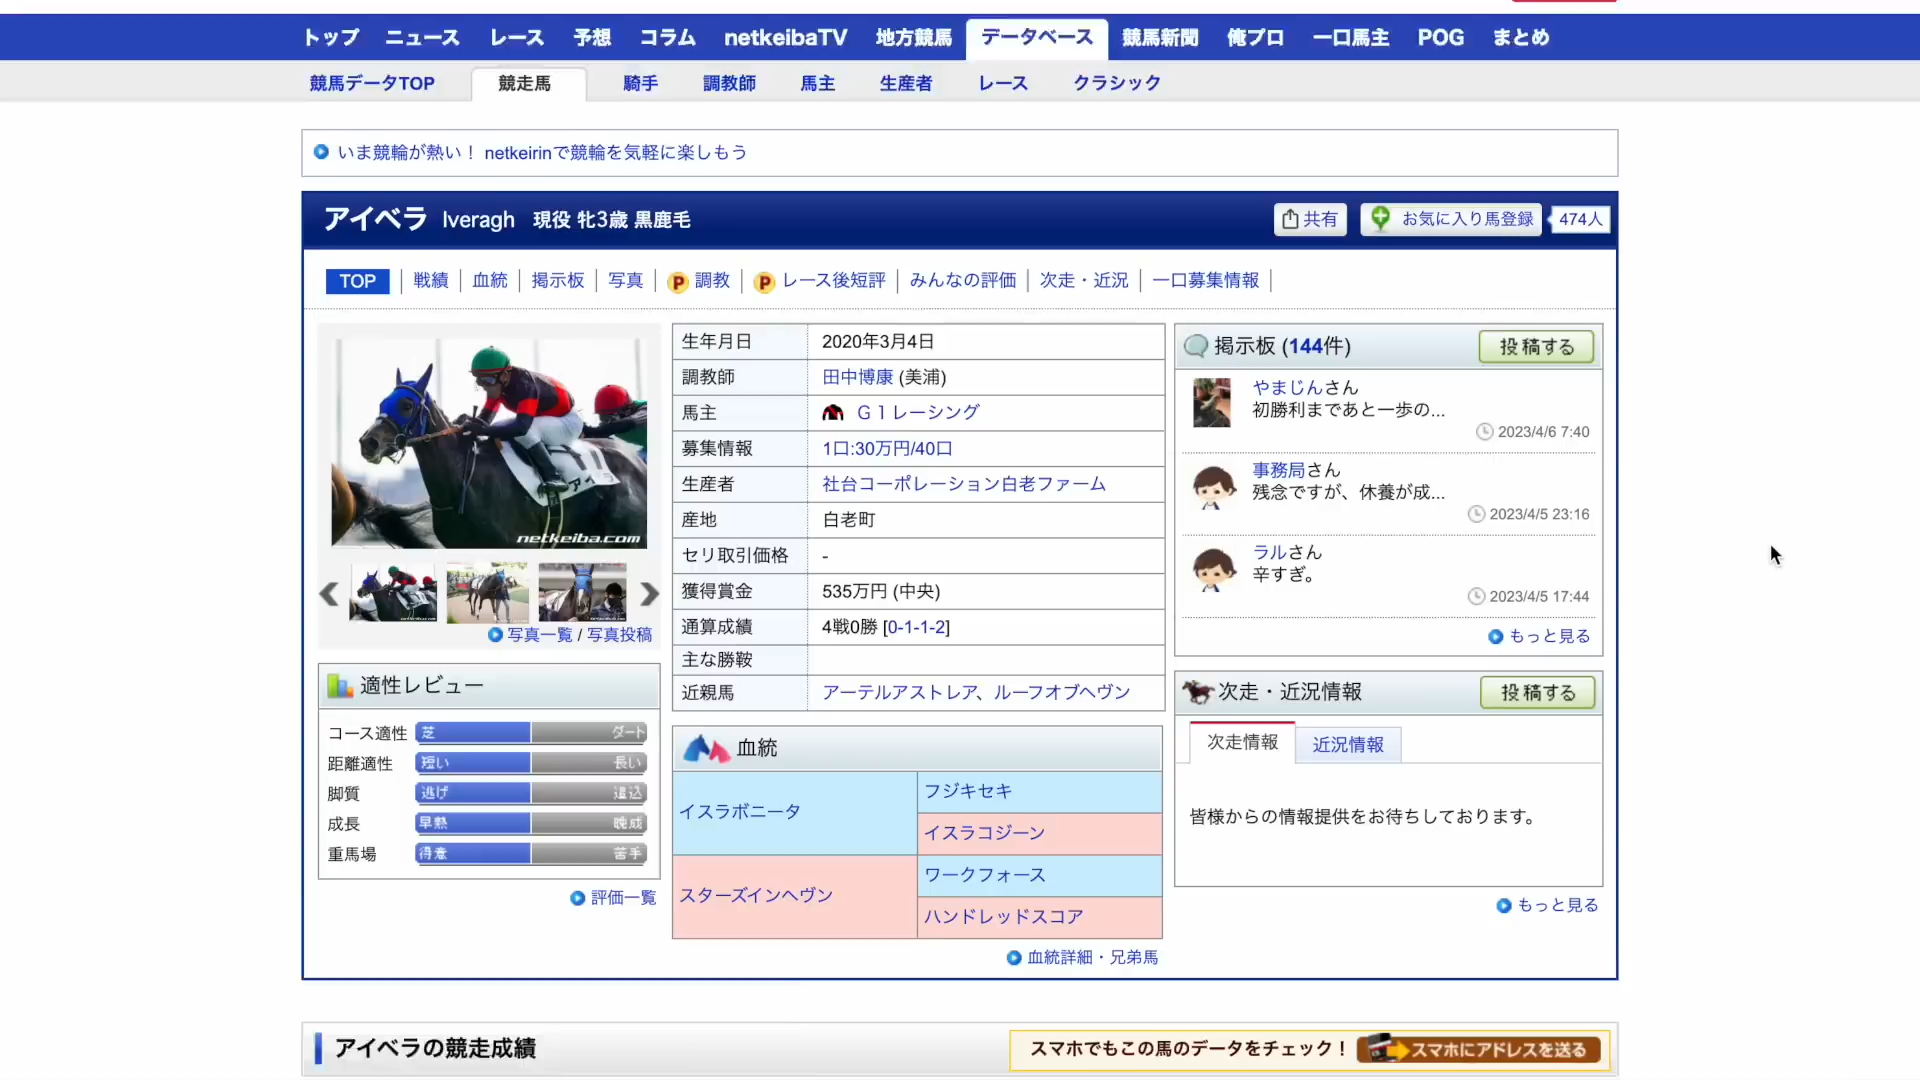 トップ ニュース レース 予想 コラム netkeibaTV 地方競馬 データベース 競馬新聞 俺プロ 一口馬主 POG まとめ
競馬データTOP 競走馬 騎手 調教師 馬主 生産者 レース クラシック
いま競輪が熱い！ netkeirinで競輪を気軽に楽しもう
アイベラ Iveragh 現役 牝3歳 黒鹿毛
共有 お気に入り馬登録 474人
TOP 戦績 血統 掲示板 写真 P 調教 P レース後短評 みんなの評価 次走・近況 一口募集情報
netkeiba.com
写真一覧 / 写真投稿
適性レビュー
コース適性 芝 ダート
距離適性 短い 長い
脚質 逃げ 追込
成長 早熟 晩成
重馬場 得意 苦手
評価一覧
生年月日 2020年3月4日
調教師 田中博康 (美浦)
馬主 G1レーシング
募集情報 1口:30万円/40口
生産者 社台コーポレーション白老ファーム
産地 白老町
セリ取引価格 -
獲得賞金 535万円 (中央)
通算成績 4戦0勝 [0-1-1-2]
主な勝鞍
近親馬 アーテルアストレア、ルーフオブヘヴン
血統
イスラボニータ
フジキセキ
イスラコジーン
スターズインヘヴン
ワークフォース
ハンドレッドスコア
血統詳細・兄弟馬
掲示板 (144件) 投稿する
やまじんさん
初勝利まであと一歩の...
2023/4/6 7:40
事務局さん
残念ですが、休養が成...
2023/4/5 23:16
ラルさん
辛すぎ。
2023/4/5 17:44
もっと見る
次走・近況情報 投稿する
次走情報 近況情報
皆様からの情報提供をお待ちしております。
もっと見る
アイベラの競走成績
スマホでもこの馬のデータをチェック！ スマホにアドレスを送る